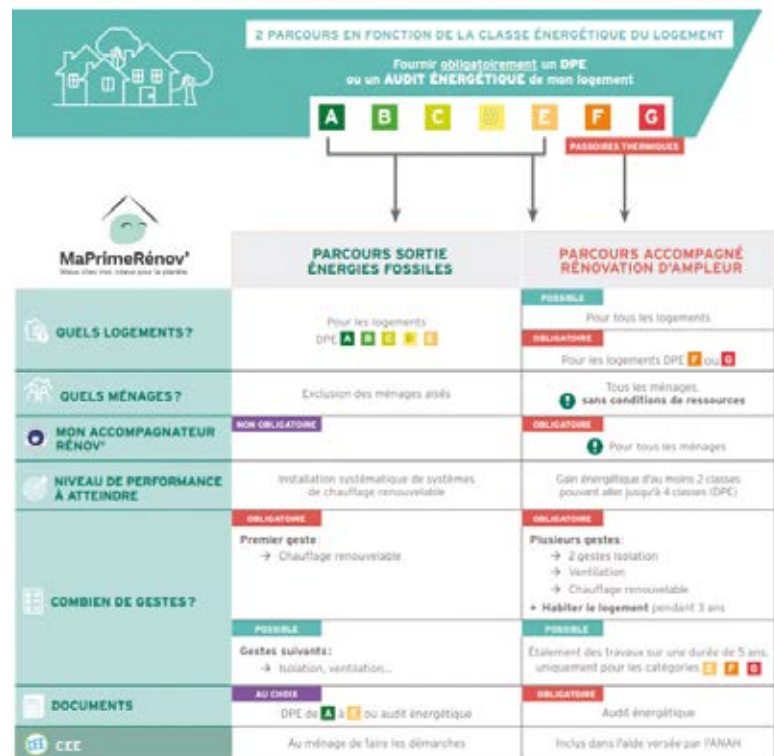 2 PARCOURS EN FONCTION DE LA CLASSE ÉNERGÉTIQUE DU LOGEMENT
Fournir obligatoirement un DPE
ou un AUDIT ÉNERGÉTIQUE de mon logement
A B C D E F G
PASSOIRES THERMIQUES
MaPrimeRénov'
Mieux chez moi, mieux pour la planète
PARCOURS SORTIE
ÉNERGIES FOSSILES
PARCOURS ACCOMPAGNÉ
RÉNOVATION D'AMPLEUR
QUELS LOGEMENTS ?
Pour les logements
DPE A B C D E
POSSIBLE
Pour tous les logements
OBLIGATOIRE
Pour les logements DPE F ou G
QUELS MÉNAGES ?
Exclusion des ménages aisés
Tous les ménages,
sans conditions de ressources
MON ACCOMPAGNATEUR
RÉNOV'
NON OBLIGATOIRE
OBLIGATOIRE
Pour tous les ménages
NIVEAU DE PERFORMANCE
À ATTEINDRE
Installation systématique de systèmes
de chauffage renouvelable
Gain énergétique d'au moins 2 classes
pouvant aller jusqu'à 4 classes (DPE)
COMBIEN DE GESTES ?
OBLIGATOIRE
Premier geste
→ Chauffage renouvelable
POSSIBLE
Gestes suivants :
→ Isolation, ventilation...
OBLIGATOIRE
Plusieurs gestes :
→ 2 gestes isolation
→ Ventilation
→ Chauffage renouvelable
+ Habiter le logement pendant 3 ans
POSSIBLE
Étalement des travaux sur une durée de 5 ans,
uniquement pour les catégories E F G
DOCUMENTS
AU CHOIX
DPE de A à E ou audit énergétique
OBLIGATOIRE
Audit énergétique
CEE CEE
Au ménage de faire les démarches
Inclus dans l'aide versée par l'ANAH